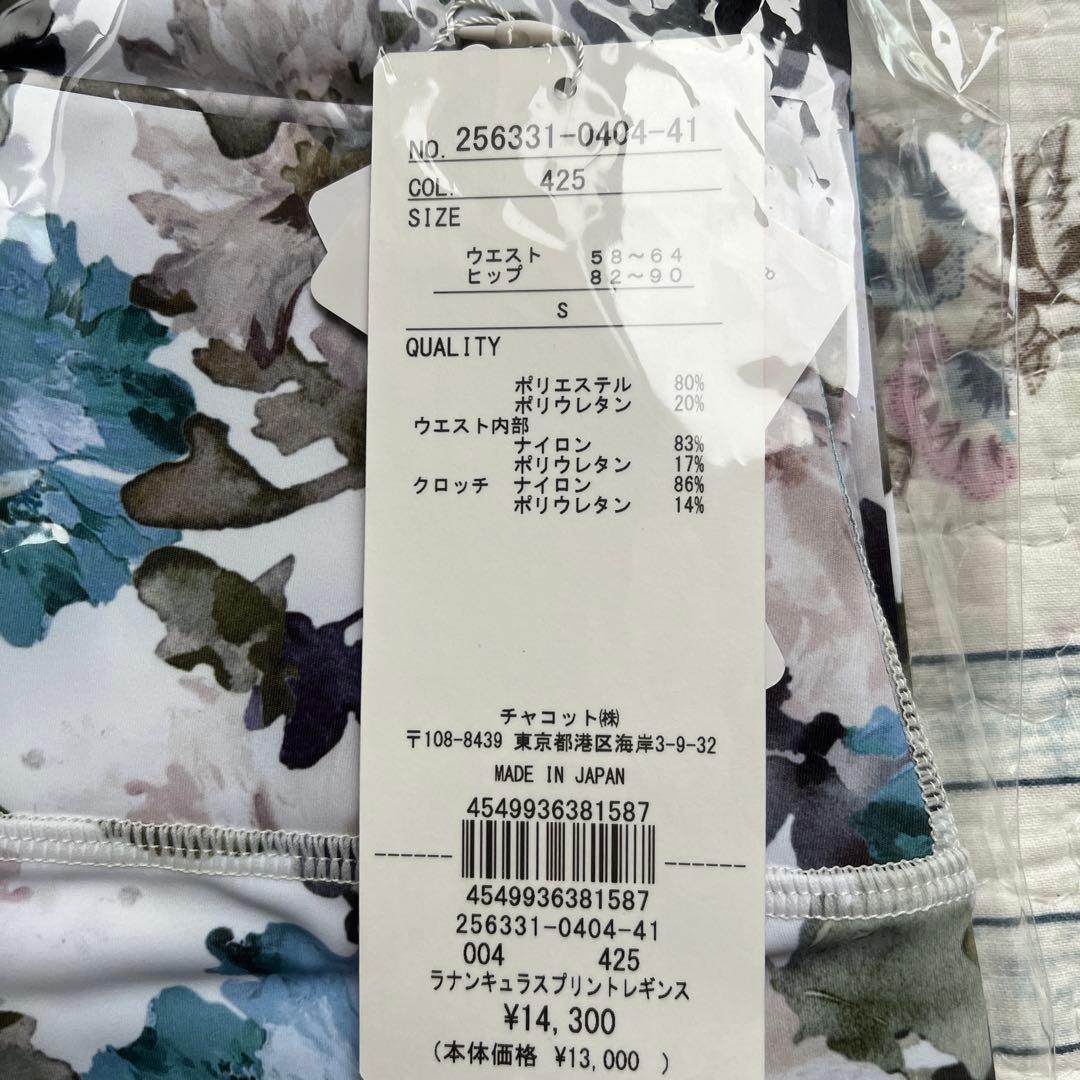 NO. 256331-0404-41
COL. 425
SIZE
ウエスト 58～64
ヒップ 82～90
S
QUALITY
ポリエステル 80%
ポリウレタン 20%
ウエスト内部
ナイロン 83%
ポリウレタン 17%
クロッチ ナイロン 86%
ポリウレタン 14%
チャコット㈱
〒108-8439 東京都港区海岸3-9-32
MADE IN JAPAN
4549936381587
4549936381587
256331-0404-41
004 425
ラナンキュラスプリントレギンス
¥14,300
(本体価格 ¥13,000 )